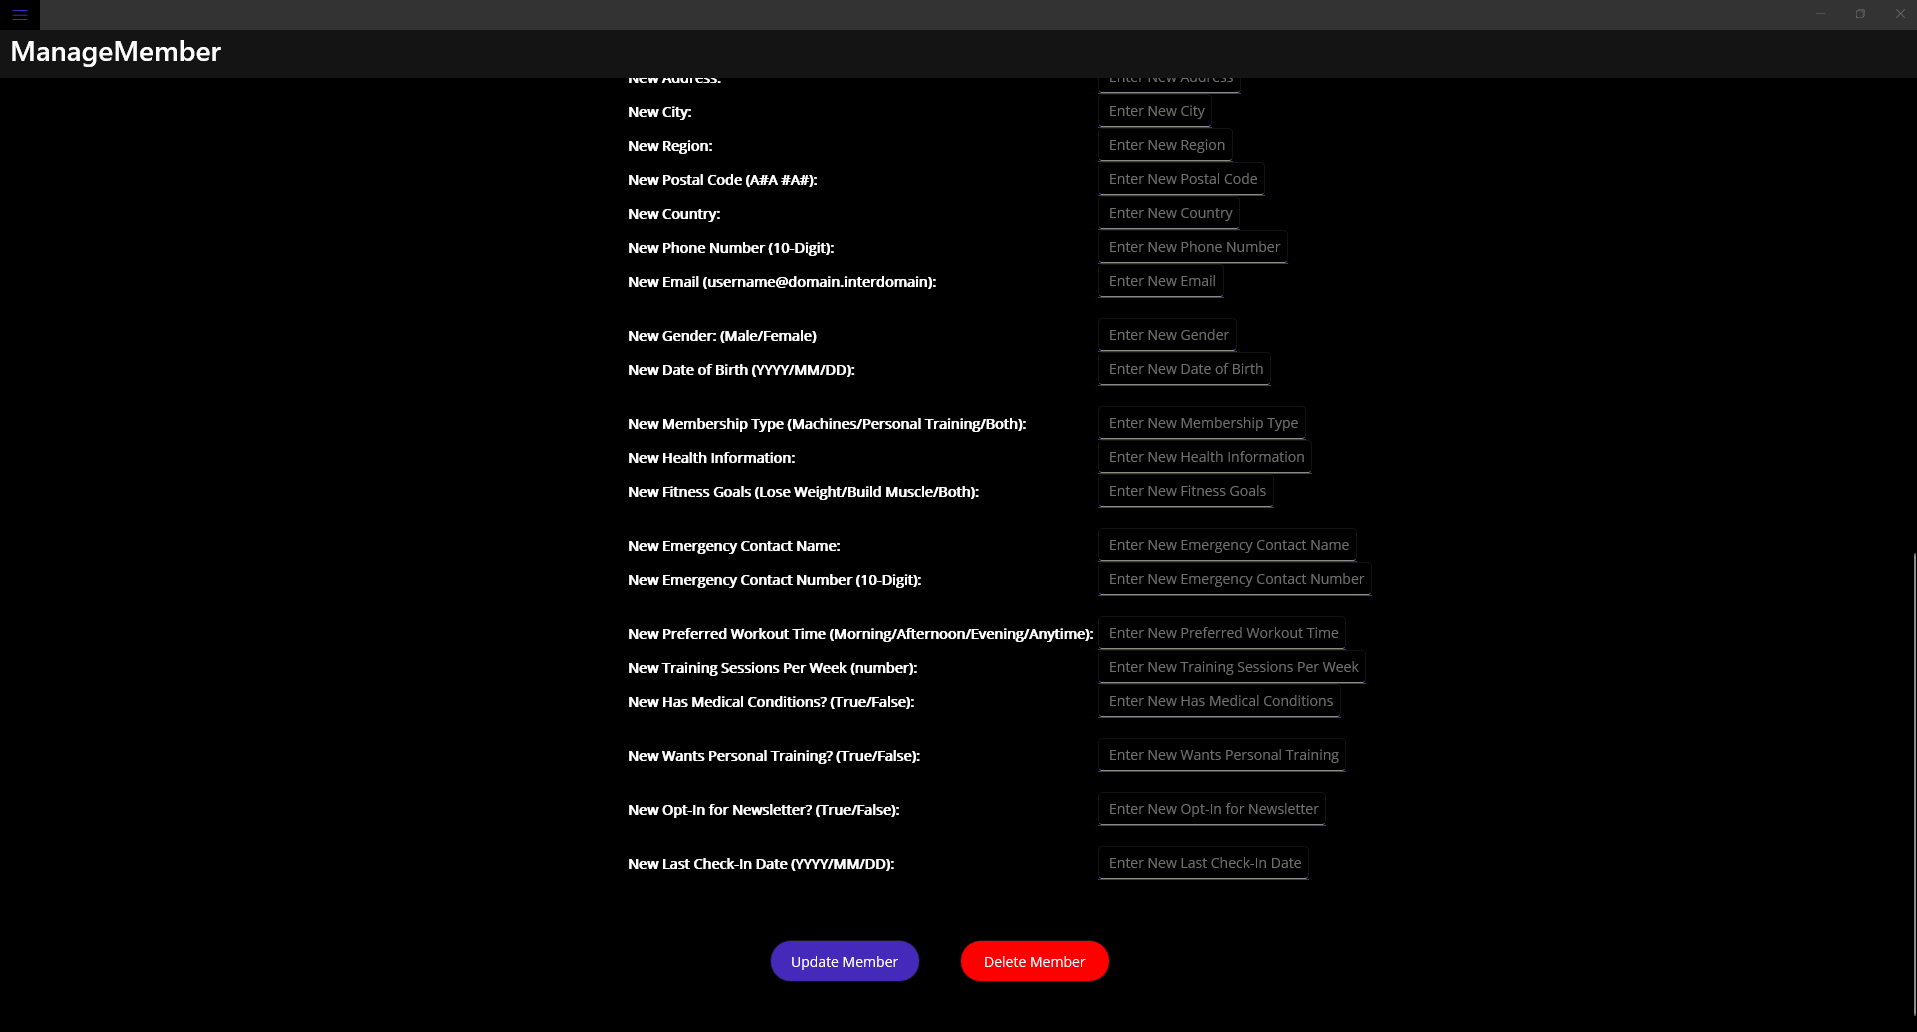 ManageMember
New Address: Enter New Address
New City: Enter New City
New Region: Enter New Region
New Postal Code (A#A #A#): Enter New Postal Code
New Country: Enter New Country
New Phone Number (10-Digit): Enter New Phone Number
New Email (username@domain.interdomain): Enter New Email
New Gender: (Male/Female) Enter New Gender
New Date of Birth (YYYY/MM/DD): Enter New Date of Birth
New Membership Type (Machines/Personal Training/Both): Enter New Membership Type
New Health Information: Enter New Health Information
New Fitness Goals (Lose Weight/Build Muscle/Both): Enter New Fitness Goals
New Emergency Contact Name: Enter New Emergency Contact Name
New Emergency Contact Number (10-Digit): Enter New Emergency Contact Number
New Preferred Workout Time (Morning/Afternoon/Evening/Anytime): Enter New Preferred Workout Time
New Training Sessions Per Week (number): Enter New Training Sessions Per Week
New Has Medical Conditions? (True/False): Enter New Has Medical Conditions
New Wants Personal Training? (True/False): Enter New Wants Personal Training
New Opt-In for Newsletter? (True/False): Enter New Opt-In for Newsletter
New Last Check-In Date (YYYY/MM/DD): Enter New Last Check-In Date
Update Member Delete Member